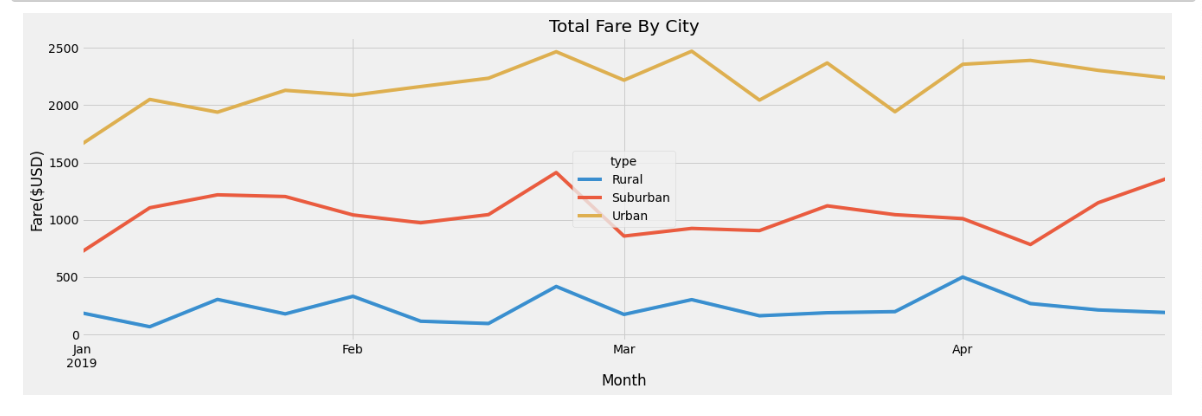 Total Fare By City
2500
2000
1500
1000
500
0
Fare($USD)
type
Rural
Suburban
Urban
Jan
2019
Feb
Mar
Apr
Month